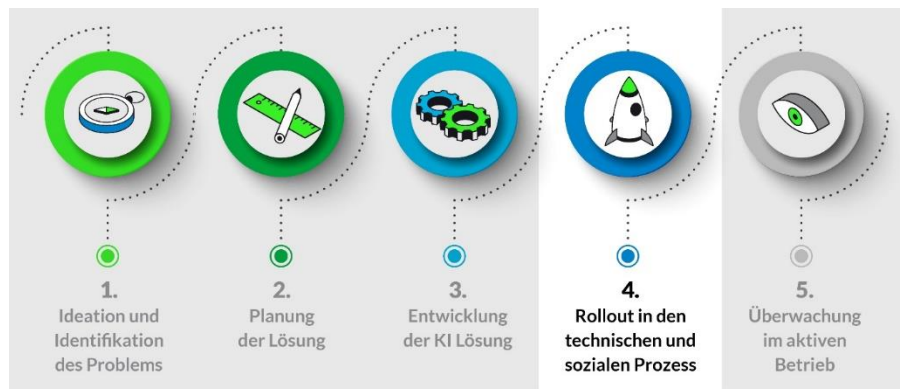 1.
Ideation und
Identifikation
des Problems
2.
Planung
der Lösung
3.
Entwicklung
der KI Lösung
4.
Rollout in den
technischen und
sozialen Prozess
5.
Überwachung
im aktiven
Betrieb